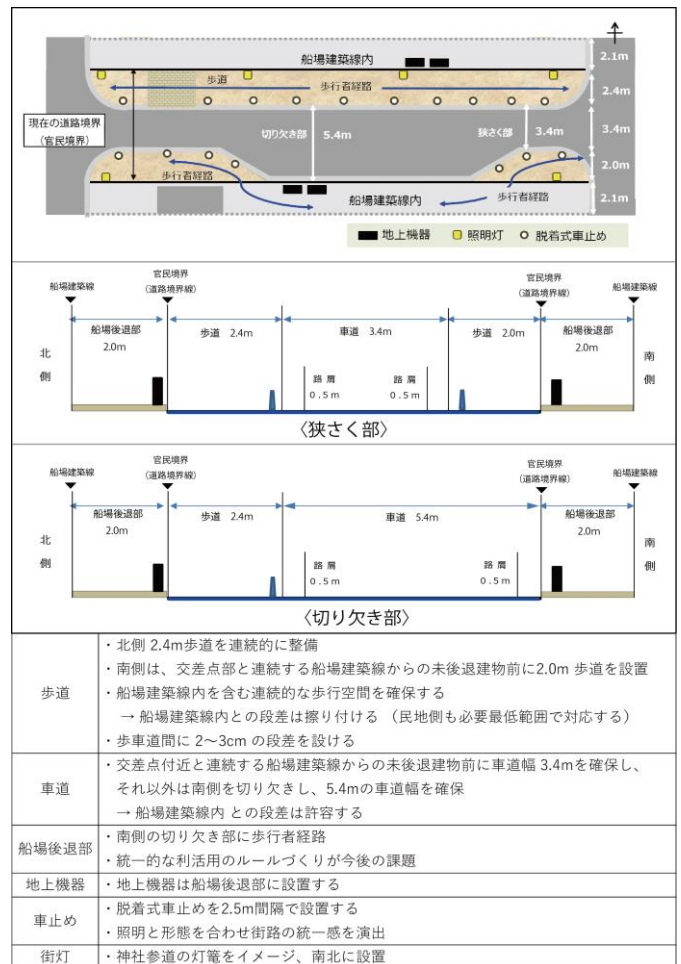 船場建築線内
2.1m
歩道
歩行者経路
2.4m
現在の道路境界
（官民境界）
切り欠き部
5.4m
狭さく部
3.4m
3.4m
歩行者経路
2.0m
船場建築線内
歩行者経路
2.1m
地上機器
照明灯
脱着式車止め
船場建築線
官民境界
（道路境界線）
官民境界
（道路境界線）
船場建築線
船場後退部
2.0m
歩道 2.4m
車道 3.4m
歩道 2.0m
船場後退部
2.0m
北側
路肩
0.5m
路肩
0.5m
南側
〈狭さく部〉
船場建築線
官民境界
（道路境界線）
官民境界
（道路境界線）
船場建築線
船場後退部
2.0m
歩道 2.4m
車道 5.4m
船場後退部
2.0m
北側
路肩
0.5m
路肩
0.5m
南側
〈切り欠き部〉
歩道
・北側 2.4m歩道を連続的に整備
・南側は、交差点部と連続する船場建築線からの未後退建物前に2.0m 歩道を設置
・船場建築線内を含む連続的な歩行空間を確保する
→ 船場建築線内との段差は擦り付ける （民地側も必要最低範囲で対応する）
・歩車道間に 2～3cm の段差を設ける
車道
・交差点付近と連続する船場建築線からの未後退建物前に車道幅 3.4mを確保し、
それ以外は南側を切り欠きし、5.4mの車道幅を確保
→ 船場建築線内 との段差は許容する
船場後退部
・南側の切り欠き部に歩行者経路
・統一的な利活用のルールづくりが今後の課題
地上機器
・地上機器は船場後退部に設置する
車止め
・脱着式車止めを2.5m間隔で設置する
・照明と形態を合わせ街路の統一感を演出
街灯
・神社参道の灯篭をイメージ、南北に設置